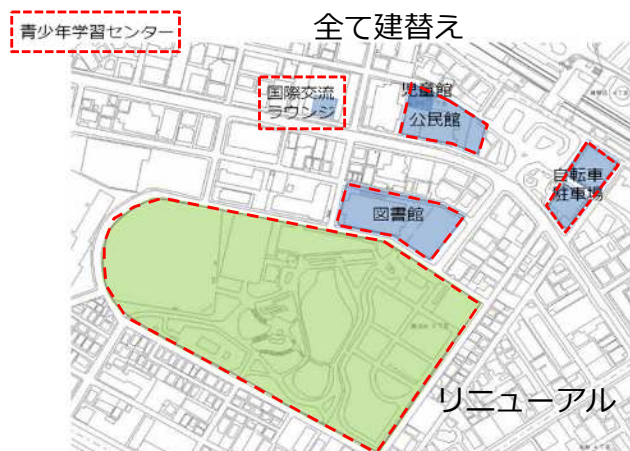 青少年学習センター
全て建替え
国際交流
ラウンジ
児童館
公民館
自転車
駐車場
図書館
リニューアル